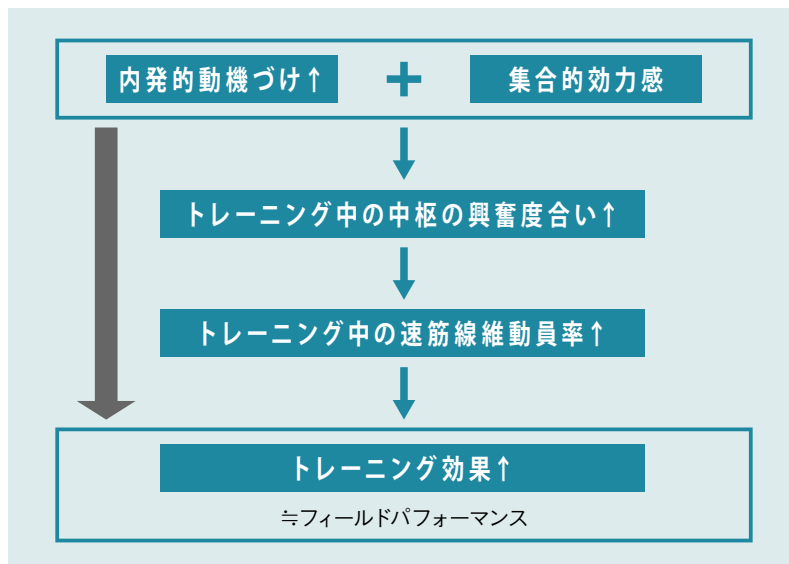 内発的動機づけ↑ + 集合的効力感
トレーニング中の中枢の興奮度合い↑
トレーニング中の速筋線維動員率↑
トレーニング効果↑
≒フィールドパフォーマンス